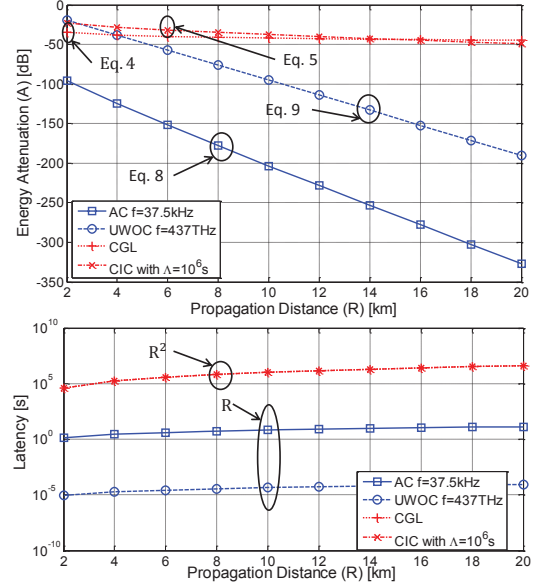 0
-50
-100
-150
-200
-250
-300
-350
Energy Attenuation (A) [dB]
Eq. 4
Eq. 5
Eq. 9
Eq. 8
AC f=37.5kHz
UWOC f=437THz
CGL
CIC with Λ=10⁶s
2 4 6 8 10 12 14 16 18 20
Propagation Distance (R) [km]
10¹⁰
10⁵
10⁰
10⁻⁵
10⁻¹⁰
Latency [s]
R²
R
AC f=37.5kHz
UWOC f=437THz
CGL
CIC with Λ=10⁶s
2 4 6 8 10 12 14 16 18 20
Propagation Distance (R) [km]